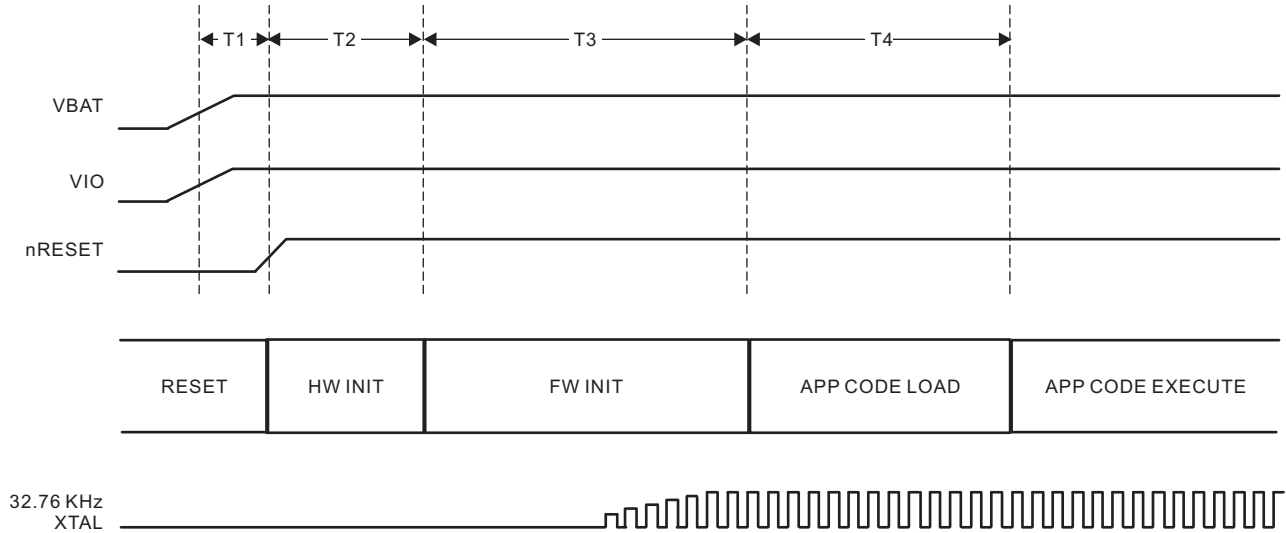 T1
T2
T3
T4
VBAT
VIO
nRESET
RESET
HW INIT
FW INIT
APP CODE LOAD
APP CODE EXECUTE
32.76 KHz
XTAL